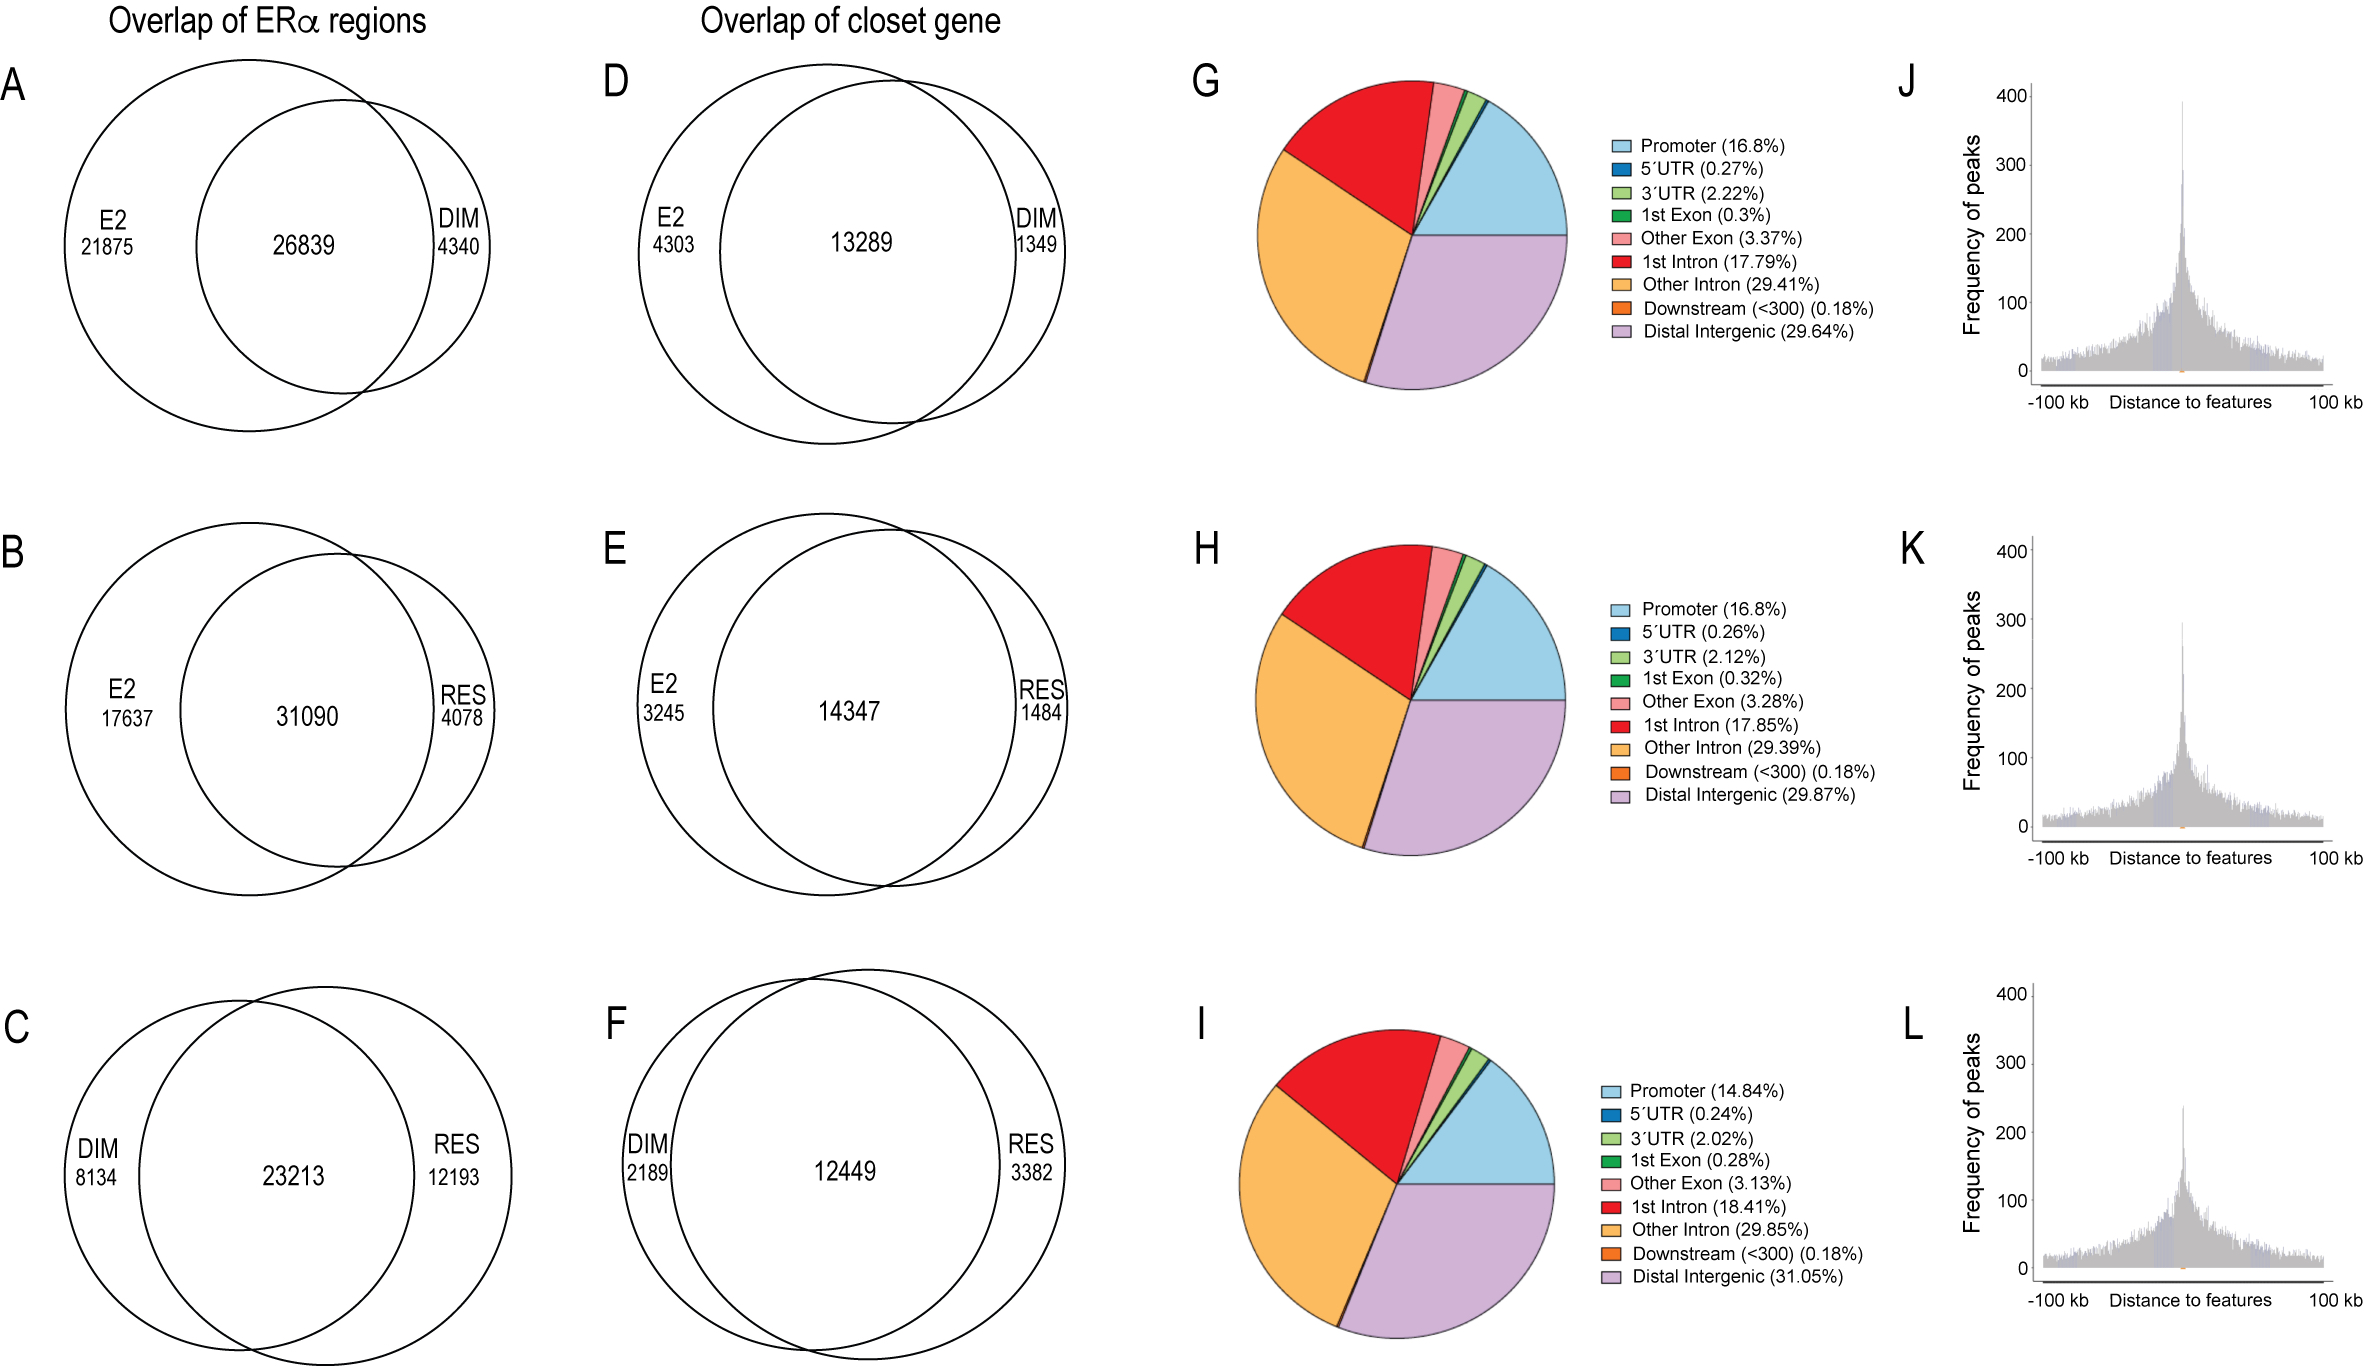 Overlap of ERα regions
Overlap of closet gene
A
E2
21875
26839
DIM
4340
D
E2
4303
13289
DIM
1349
G
Promoter (16.8%)
5´UTR (0.27%)
3´UTR (2.22%)
1st Exon (0.3%)
Other Exon (3.37%)
1st Intron (17.79%)
Other Intron (29.41%)
Downstream (<300) (0.18%)
Distal Intergenic (29.64%)
J
Frequency of peaks
400
300
200
100
0
-100 kb Distance to features 100 kb
B
E2
17637
31090
RES
4078
E
E2
3245
14347
RES
1484
H
Promoter (16.8%)
5´UTR (0.26%)
3´UTR (2.12%)
1st Exon (0.32%)
Other Exon (3.28%)
1st Intron (17.85%)
Other Intron (29.39%)
Downstream (<300) (0.18%)
Distal Intergenic (29.87%)
K
Frequency of peaks
400
300
200
100
0
-100 kb Distance to features 100 kb
C
DIM
8134
23213
RES
12193
F
DIM
2189
12449
RES
3382
I
Promoter (14.84%)
5´UTR (0.24%)
3´UTR (2.02%)
1st Exon (0.28%)
Other Exon (3.13%)
1st Intron (18.41%)
Other Intron (29.85%)
Downstream (<300) (0.18%)
Distal Intergenic (31.05%)
L
Frequency of peaks
400
300
200
100
0
-100 kb Distance to features 100 kb